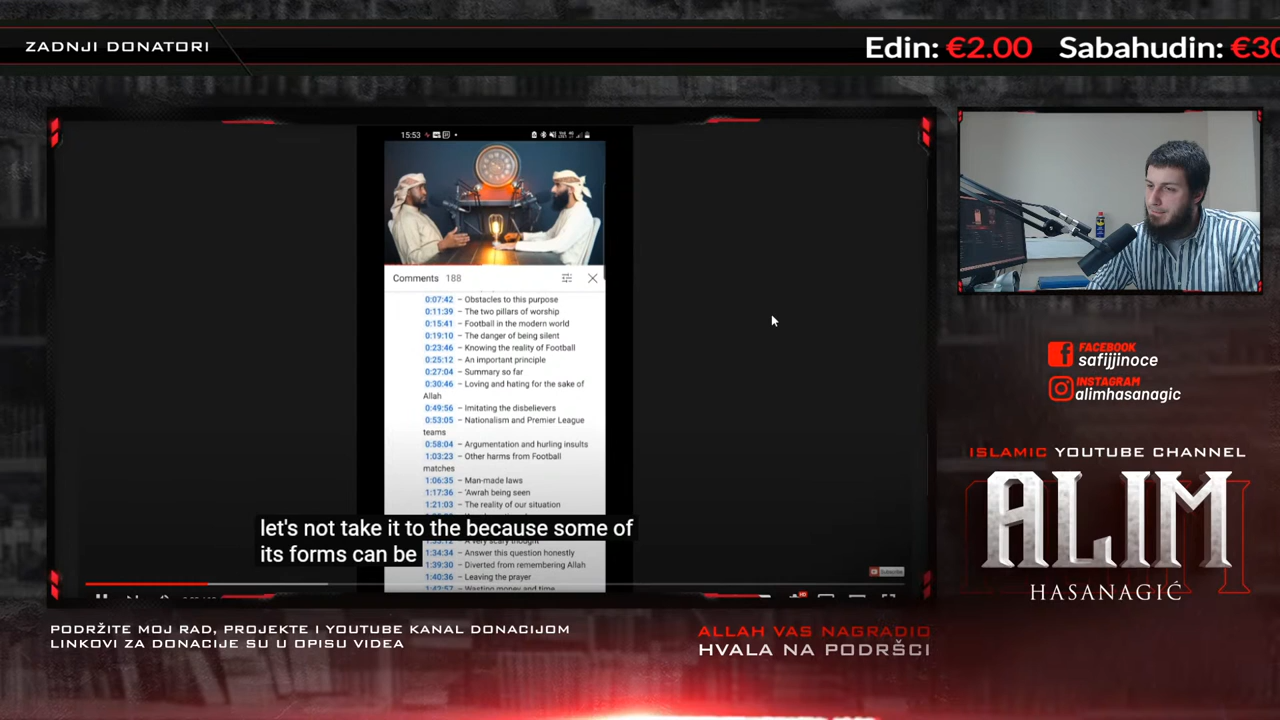 ZADNJI DONATORI
Edin: €2.00 Sabahudin: €30
15:53
Comments 188
0:07:42 – Obstacles to this purpose
0:11:39 – The two pillars of worship
0:15:41 – Football in the modern world
0:19:10 – The danger of being silent
0:23:46 – Knowing the reality of Football
0:25:12 – An important principle
0:27:04 – Summary so far
0:30:46 – Loving and hating for the sake of
Allah
0:49:56 – Imitating the disbelievers
0:53:05 – Nationalism and Premier League
teams
0:58:04 – Argumentation and hurling insults
1:03:23 – Other harms from Football
matches
1:06:35 – Man-made laws
1:17:36 – 'Awrah being seen
1:21:03 – The reality of our situation
let's not take it to the because some of
its forms can be
1:34:34 – Answer this question honestly
1:39:30 – Diverted from remembering Allah
1:40:36 – Leaving the prayer
1:42:57 – Wasting money and time
Subscribe
FACEBOOK
safijjinoce
INSTAGRAM
alimhasanagic
ISLAMIC YOUTUBE CHANNEL
ALIM
HASANAGIĆ
PODRŽITE MOJ RAD, PROJEKTE I YOUTUBE KANAL DONACIJOM
LINKOVI ZA DONACIJE SU U OPISU VIDEA
ALLAH VAS NAGRADIO
HVALA NA PODRŠCI